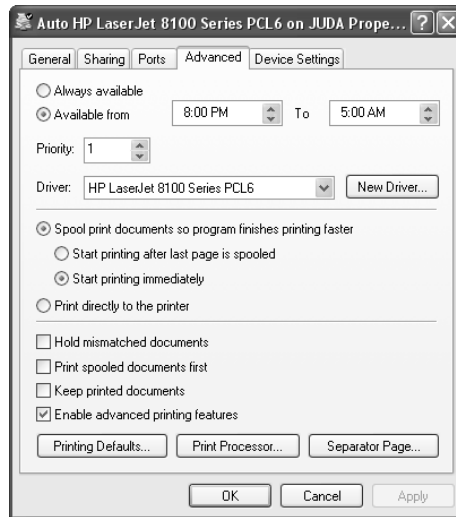 Auto HP LaserJet 8100 Series PCL6 on JUDA Prope... ? X
General Sharing Ports Advanced Device Settings
Always available
Available from 8:00 PM To 5:00 AM
Priority: 1
Driver: HP LaserJet 8100 Series PCL6 New Driver...
Spool print documents so program finishes printing faster
Start printing after last page is spooled
Start printing immediately
Print directly to the printer
Hold mismatched documents
Print spooled documents first
Keep printed documents
Enable advanced printing features
Printing Defaults... Print Processor... Separator Page...
OK Cancel Apply